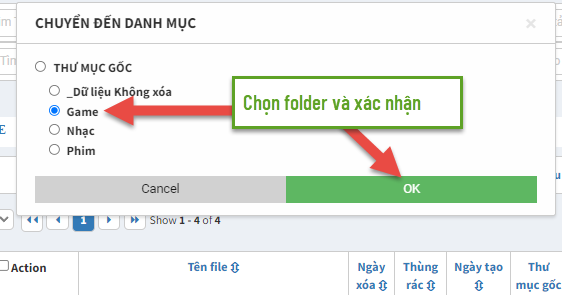 CHUYỂN ĐẾN DANH MỤC
×
THƯ MỤC GỐC
_Dữ liệu Không xóa
Game
Nhạc
Phim
Chọn folder và xác nhận
Cancel
OK
1
Show 1 - 4 of 4
Action
Tên file
Ngày xóa
Thùng rác
Ngày tạo
Thư mục gốc